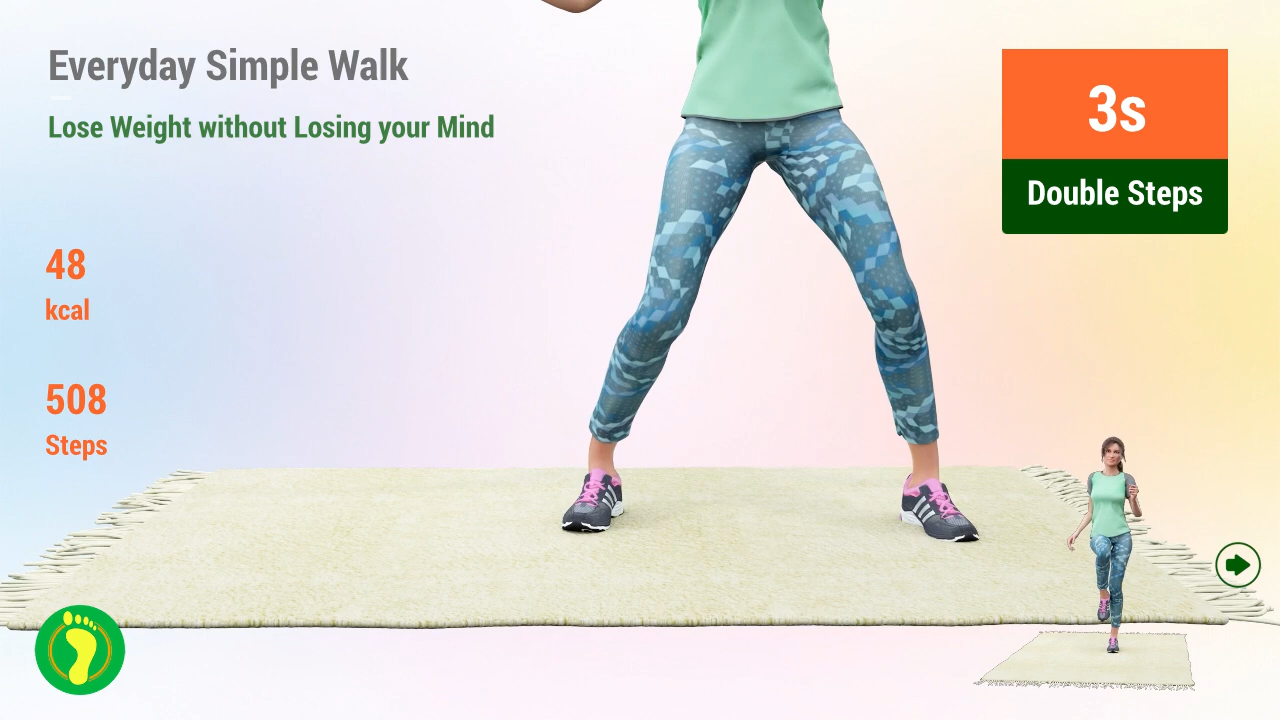 Everyday Simple Walk
Lose Weight without Losing your Mind
3s
Double Steps
48
kcal
508
Steps